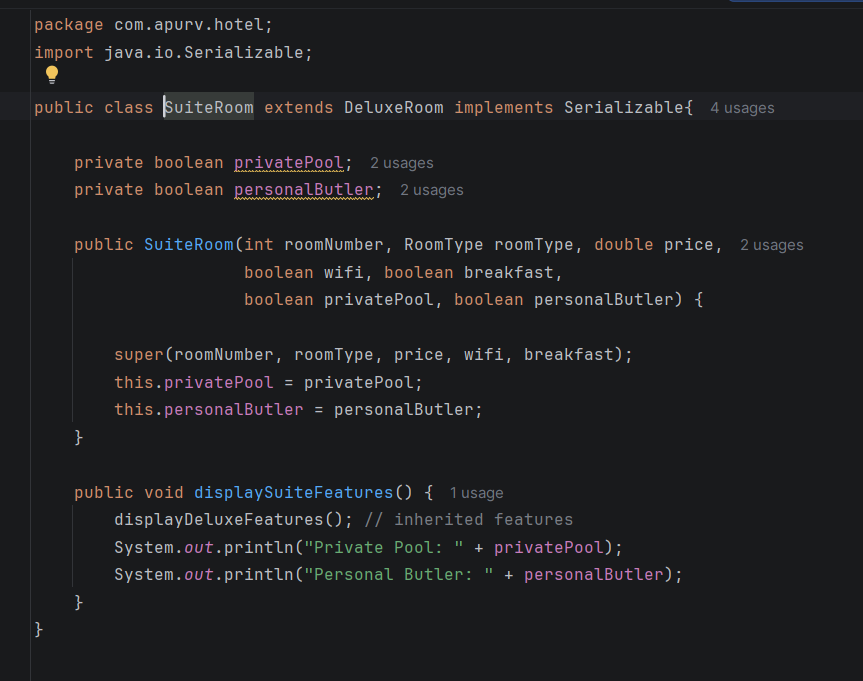 package com.apurv.hotel;
import java.io.Serializable;
public class SuiteRoom extends DeluxeRoom implements Serializable{ 4 usages
private boolean privatePool; 2 usages
private boolean personalButler; 2 usages
public SuiteRoom(int roomNumber, RoomType roomType, double price, 2 usages
boolean wifi, boolean breakfast,
boolean privatePool, boolean personalButler) {
super(roomNumber, roomType, price, wifi, breakfast);
this.privatePool = privatePool;
this.personalButler = personalButler;
}
public void displaySuiteFeatures() { 1 usage
displayDeluxeFeatures(); // inherited features
System.out.println("Private Pool: " + privatePool);
System.out.println("Personal Butler: " + personalButler);
}
}